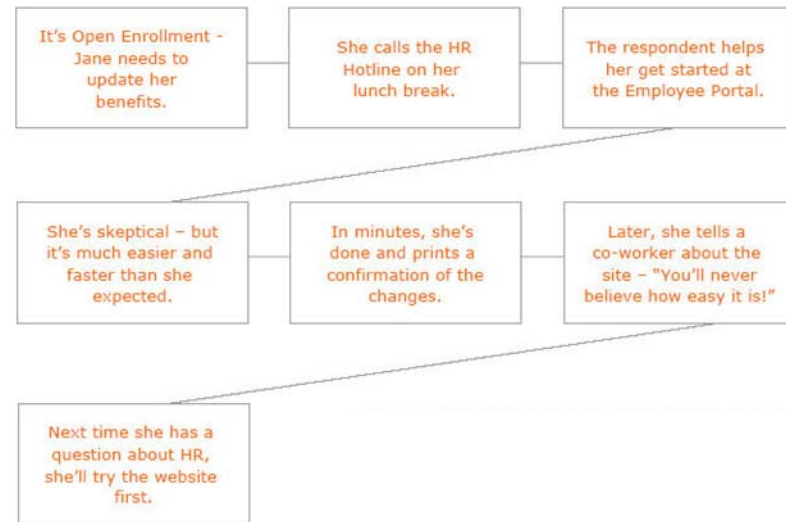 It's Open Enrollment -
Jane needs to
update her
benefits.
She calls the HR
Hotline on her
lunch break.
The respondent helps
her get started at
the Employee Portal.
She's skeptical – but
it's much easier and
faster than she
expected.
In minutes, she's
done and prints a
confirmation of the
changes.
Later, she tells a
co-worker about the
site – “You'll never
believe how easy it is!”
Next time she has a
question about HR,
she'll try the website
first.